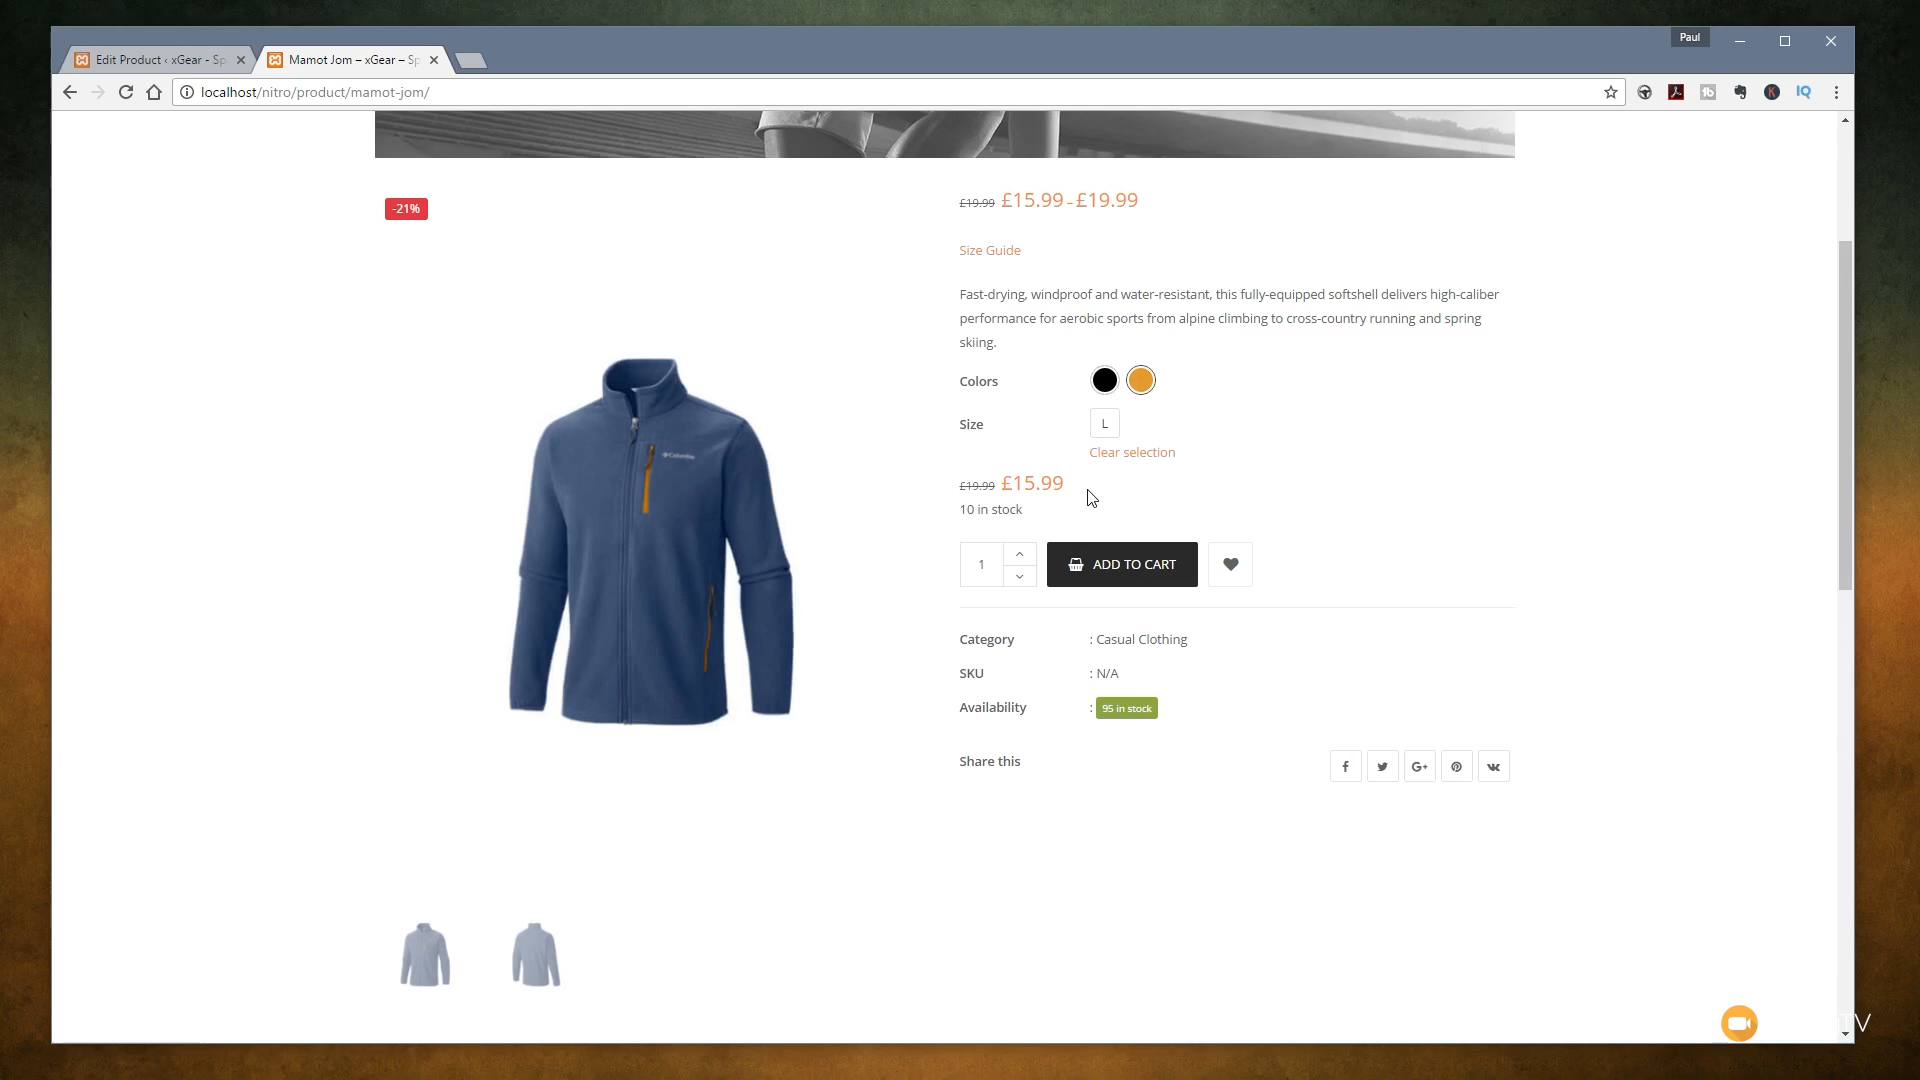 Paul
Edit Product ‹ xGear - Sp
Mamot Jom – xGear – Sp
localhost/nitro/product/mamot-jom/
IQ
-21%
£19.99 £15.99 – £19.99
Size Guide
Fast-drying, windproof and water-resistant, this fully-equipped softshell delivers high-caliber
performance for aerobic sports from alpine climbing to cross-country running and spring
skiing.
Colors
Size
L
Clear selection
£19.99 £15.99
10 in stock
1
ADD TO CART
Category : Casual Clothing
SKU : N/A
Availability : 95 in stock
Share this
Columbia
TV